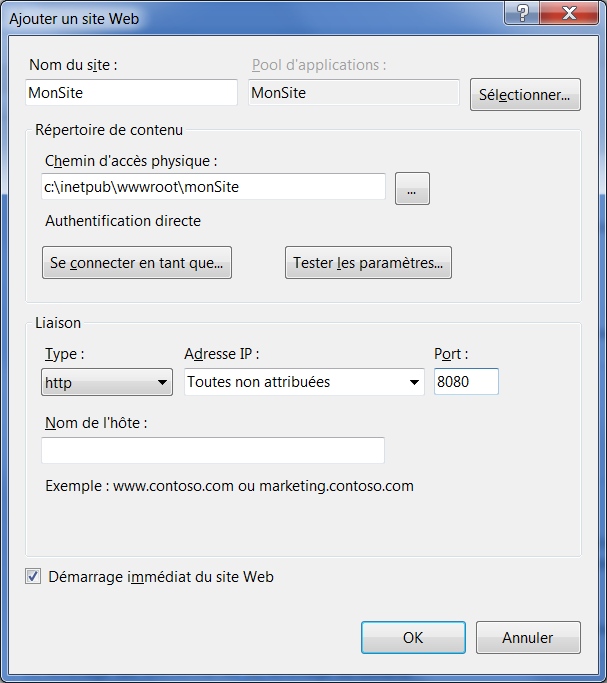 Ajouter un site Web
Nom du site :
Pool d'applications :
MonSite
MonSite
Sélectionner...
Répertoire de contenu
Chemin d'accès physique :
c:\inetpub\wwwroot\monSite
...
Authentification directe
Se connecter en tant que...
Tester les paramètres...
Liaison
Type :
Adresse IP :
Port :
http
Toutes non attribuées
8080
Nom de l'hôte :
Exemple : www.contoso.com ou marketing.contoso.com
Démarrage immédiat du site Web
OK
Annuler